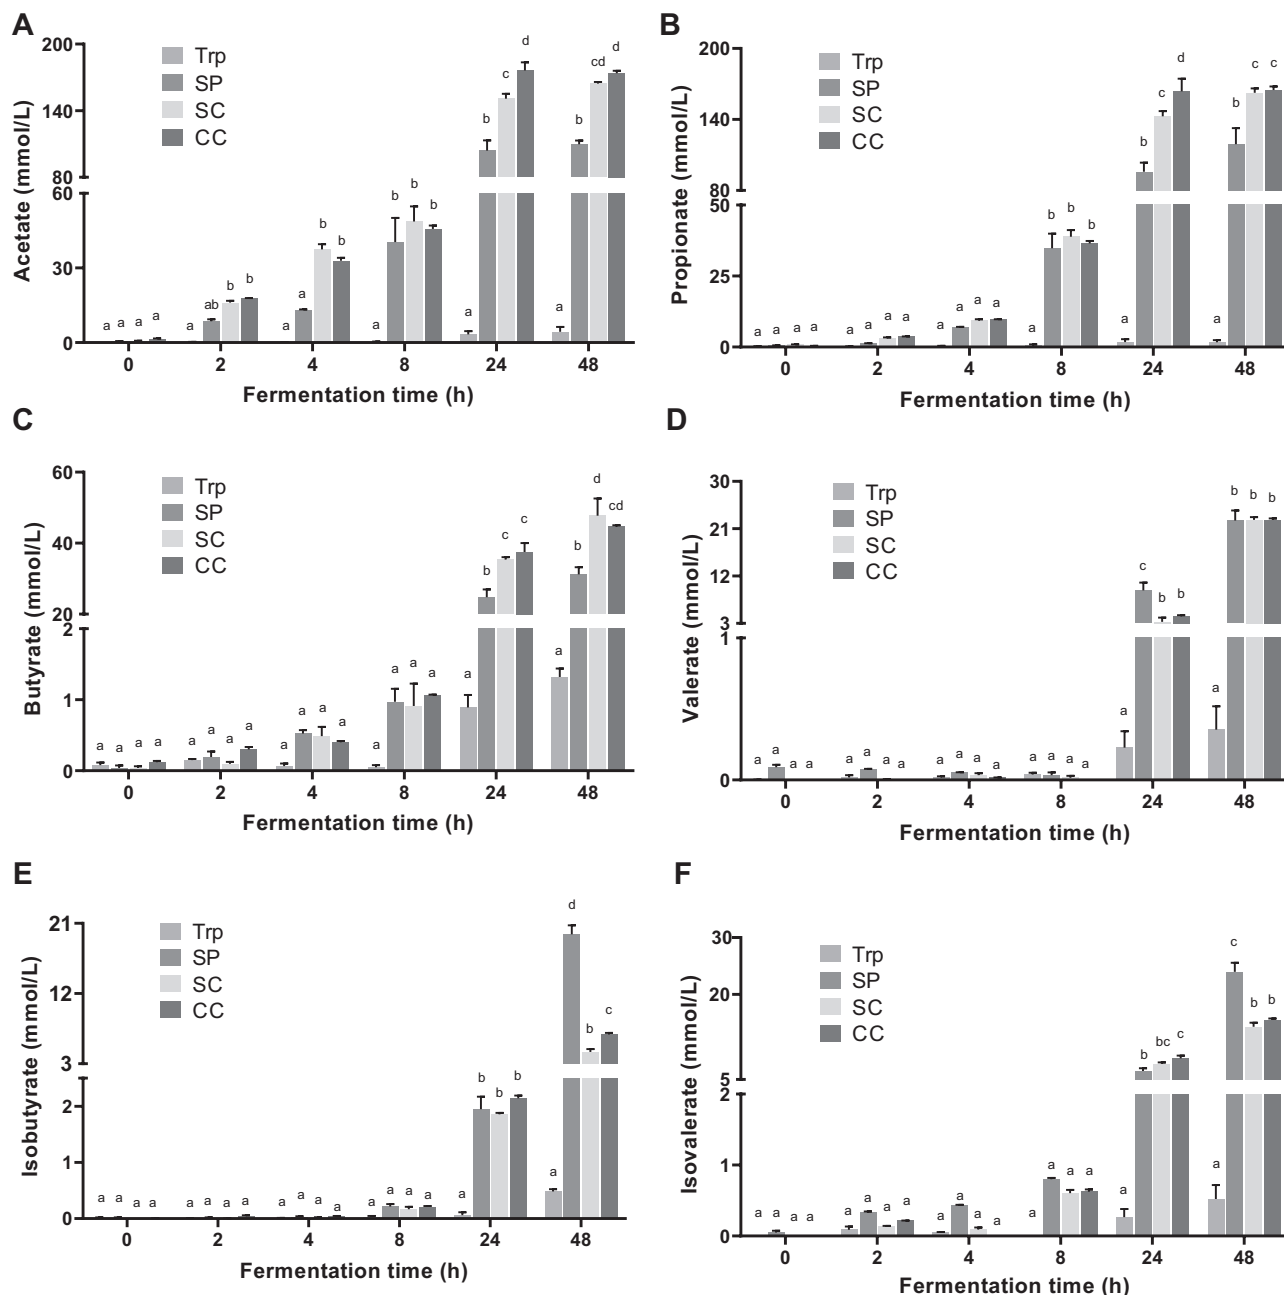 A
Acetate (mmol/L)
200
140
80
60
30
0
Trp
SP
SC
CC
a a a a
a ab b b
a a b b
a b b b
a b c d
a b cd d
0 2 4 8 24 48
Fermentation time (h)
B
Propionate (mmol/L)
200
140
80
50
25
0
Trp
SP
SC
CC
a a a a
a a a a
a a a a
a b b b
a b c d
a b c c
0 2 4 8 24 48
Fermentation time (h)
C
Butyrate (mmol/L)
60
40
20
2
1
0
Trp
SP
SC
CC
a a a a
a a a a
a a a a
a a a a
a b c c
a b d cd
0 2 4 8 24 48
Fermentation time (h)
D
Valerate (mmol/L)
30
21
12
3
1
0
Trp
SP
SC
CC
a a a a
a a a a
a a a a
a a a a
a c b b
a b b b
0 2 4 8 24 48
Fermentation time (h)
E
Isobutyrate (mmol/L)
21
12
3
2
1
0
Trp
SP
SC
CC
a a a a
a a a a
a a a a
a a a a
a b b b
a d b c
0 2 4 8 24 48
Fermentation time (h)
F
Isovalerate (mmol/L)
30
20
5
2
1
0
Trp
SP
SC
CC
a a a a
a a a a
a a a a
a a a a
a b bc c
a c b b
0 2 4 8 24 48
Fermentation time (h)